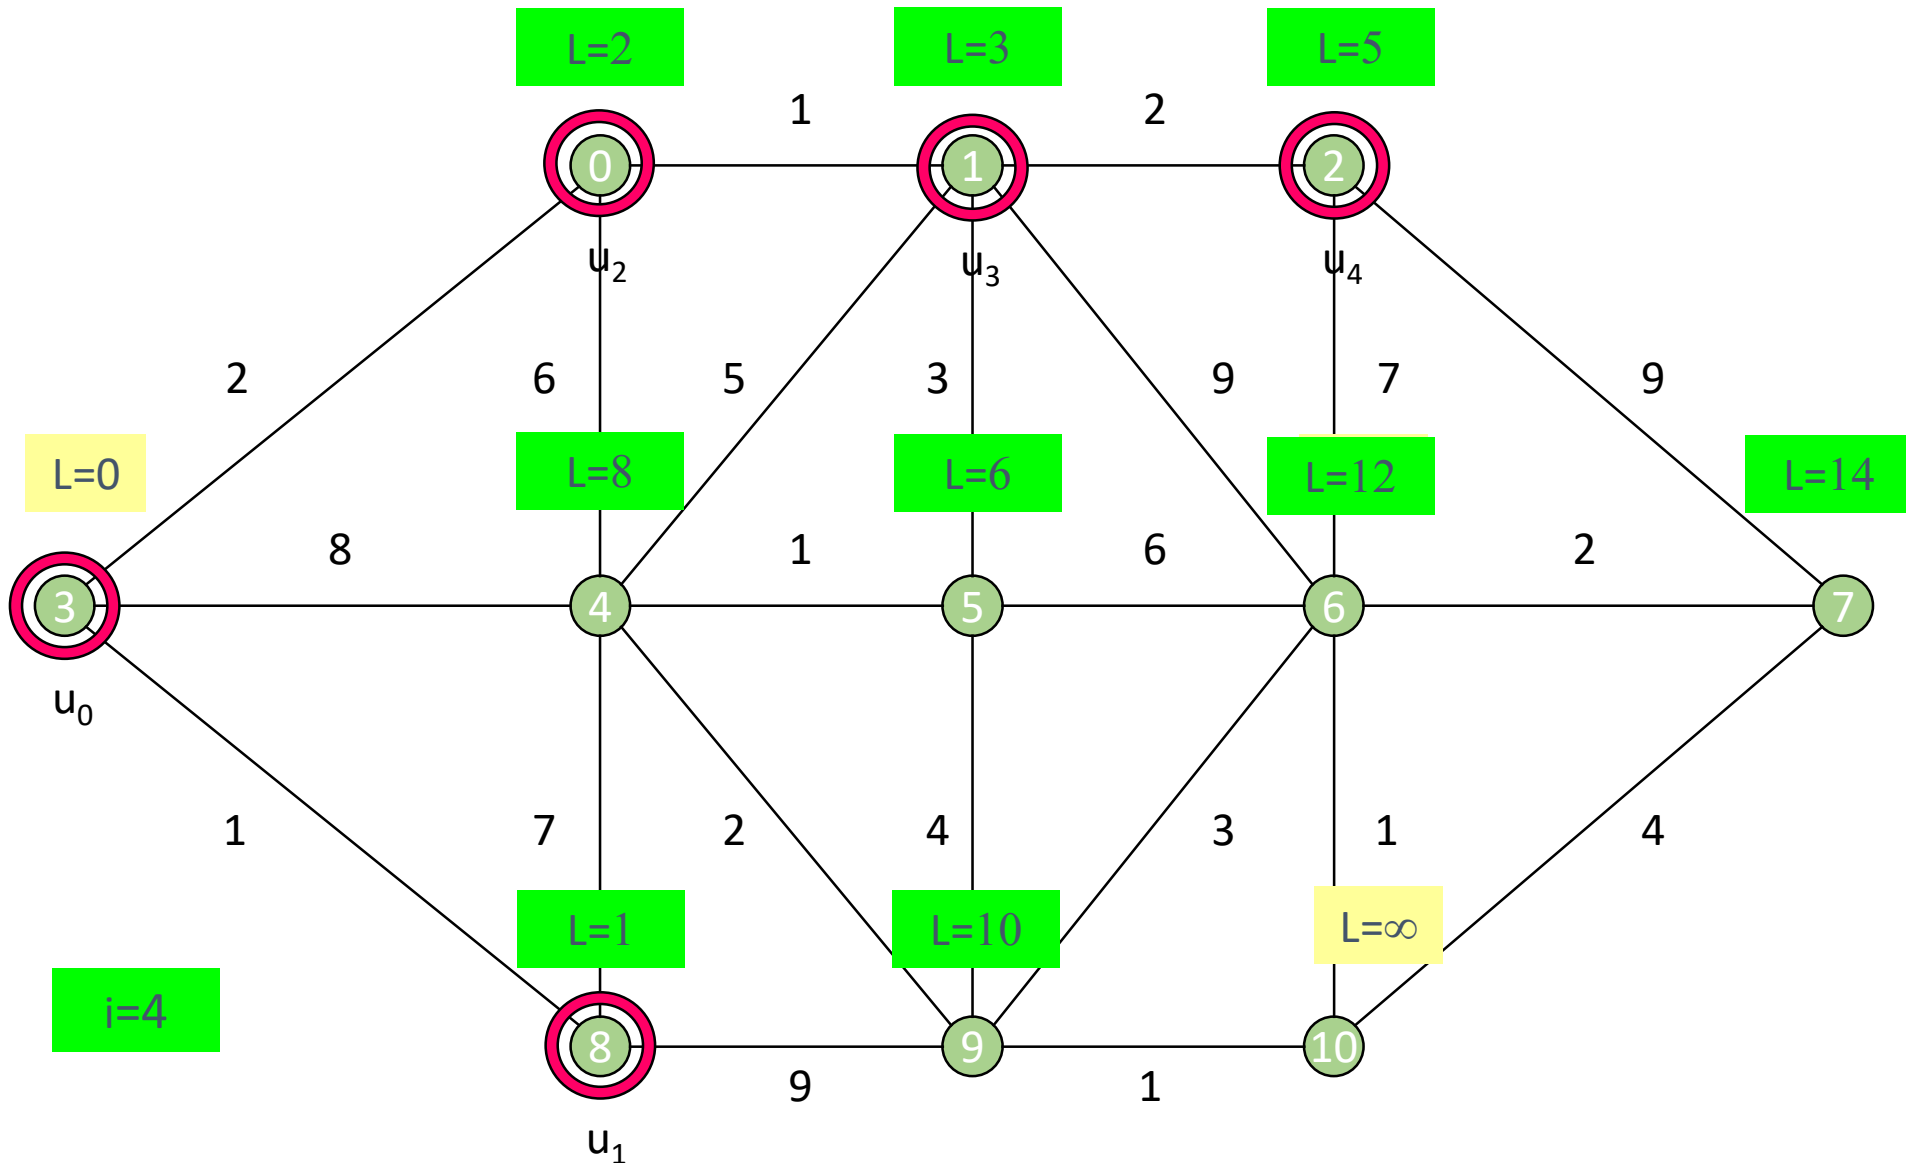 L=2 L=3 L=5
1 2
0 1 2
u₂ u₃ u₄
2 6 5 3 9 7 9
L=0 L=8 L=6 L=12 L=14
8 1 6 2
3 4 5 6 7
u₀
1 7 2 4 3 1 4
L=1 L=10 L=∞
i=4
8 9 10
9 1
u₁